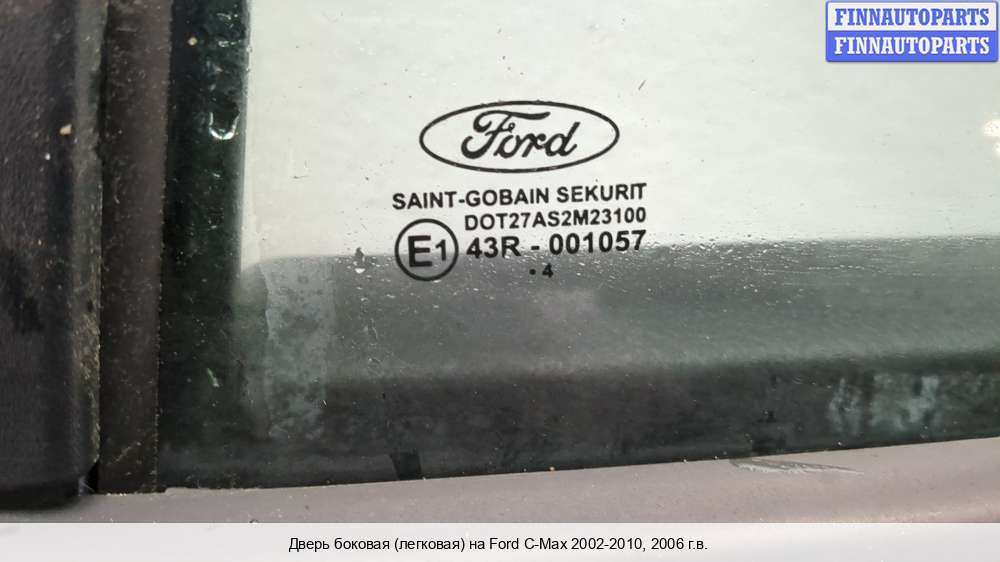 FINNAUTOPARTS
FINNAUTOPARTS
Ford
SAINT-GOBAIN SEKURIT
DOT27AS2M23100
E1 43R - 001057
. 4
Дверь боковая (легковая) на Ford C-Max 2002-2010, 2006 г.в.